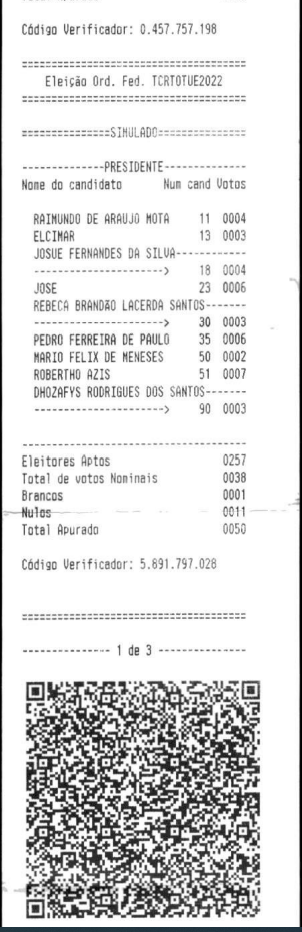 Código Verificador: 0.457.757.198
=====================================
Eleição Ord. Fed. TCRTOTUE2022
=====================================
===============SIMULADO===============
--------------PRESIDENTE--------------
Nome do candidato Num cand Votos
RAIMUNDO DE ARAUJO MOTA 11 0004
ELCIMAR 13 0003
JOSUE FERNANDES DA SILVA------------
----------------------> 18 0004
JOSE 23 0006
REBECA BRANDÃO LACERDA SANTOS-------
----------------------> 30 0003
PEDRO FERREIRA DE PAULO 35 0006
MARIO FELIX DE MENESES 50 0002
ROBERTHO AZIS 51 0007
DHOZAFYS RODRIGUES DOS SANTOS-------
----------------------> 90 0003
--------------------------------------
Eleitores Aptos 0257
Total de votos Nominais 0038
Brancos 0001
Nulos 0011
Total Apurado 0050
Código Verificador: 5.691.797.028
=====================================
--------------- 1 de 3 ---------------